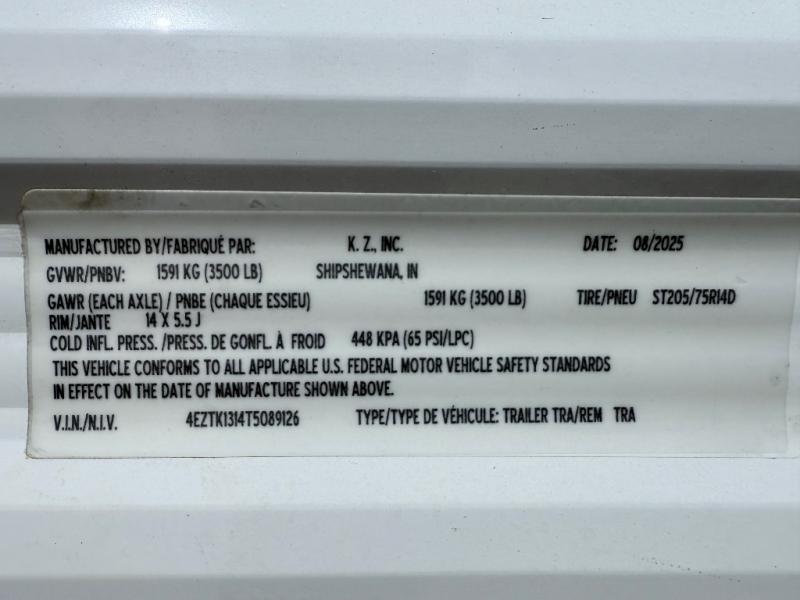 MANUFACTURED BY/FABRIQUÉ PAR: K. Z., INC. DATE: 08/2025
GVWR/PNBV: 1591 KG (3500 LB) SHIPSHEWANA, IN
GAWR (EACH AXLE) / PNBE (CHAQUE ESSIEU) 1591 KG (3500 LB) TIRE/PNEU ST205/75R14D
RIM/JANTE 14 X 5.5 J
COLD INFL. PRESS. /PRESS. DE GONFL. À FROID 448 KPA (65 PSI/LPC)
THIS VEHICLE CONFORMS TO ALL APPLICABLE U.S. FEDERAL MOTOR VEHICLE SAFETY STANDARDS
IN EFFECT ON THE DATE OF MANUFACTURE SHOWN ABOVE.
V.I.N./N.I.V. 4EZTK1314T5089126 TYPE/TYPE DE VÉHICULE: TRAILER TRA/REM TRA